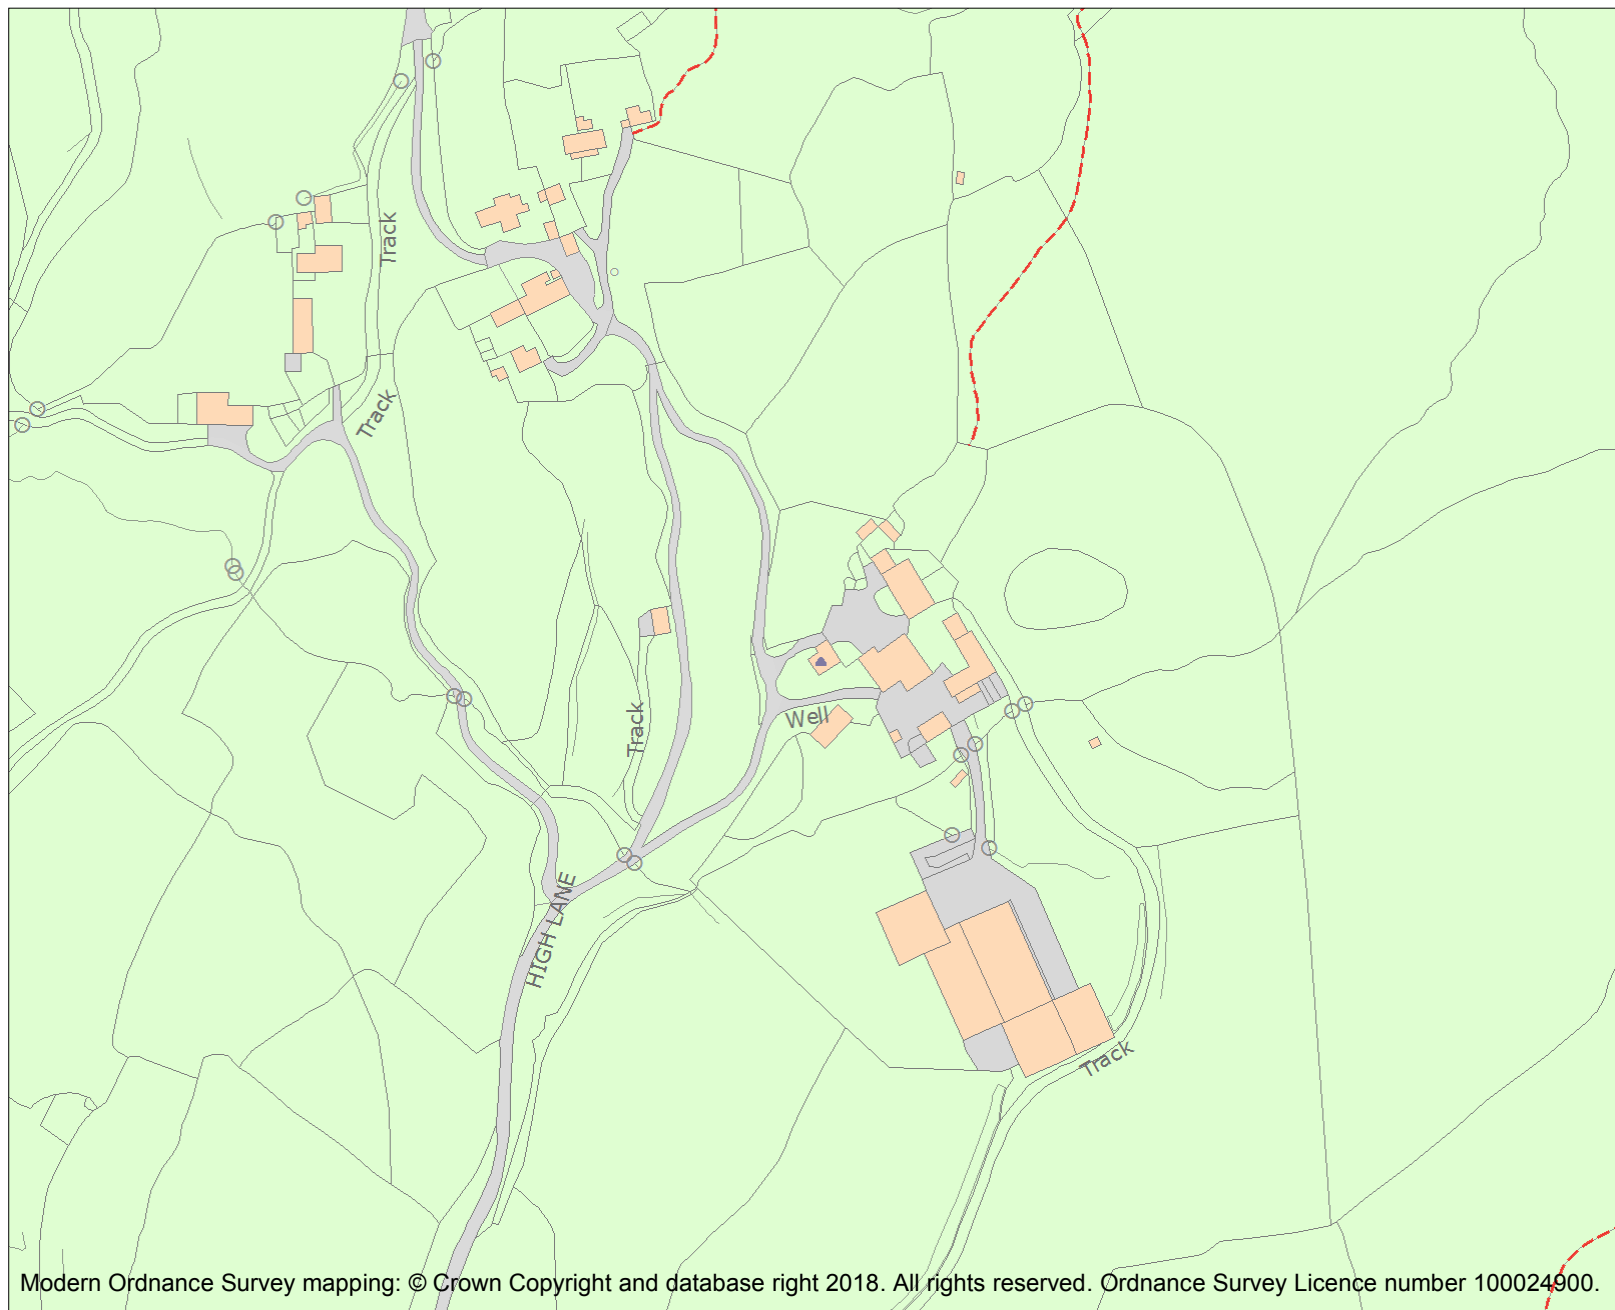 Track
Track
Track
Well
HIGH LANE
Track
Modern Ordnance Survey mapping: © Crown Copyright and database right 2018. All rights reserved. Ordnance Survey Licence number 100024900.